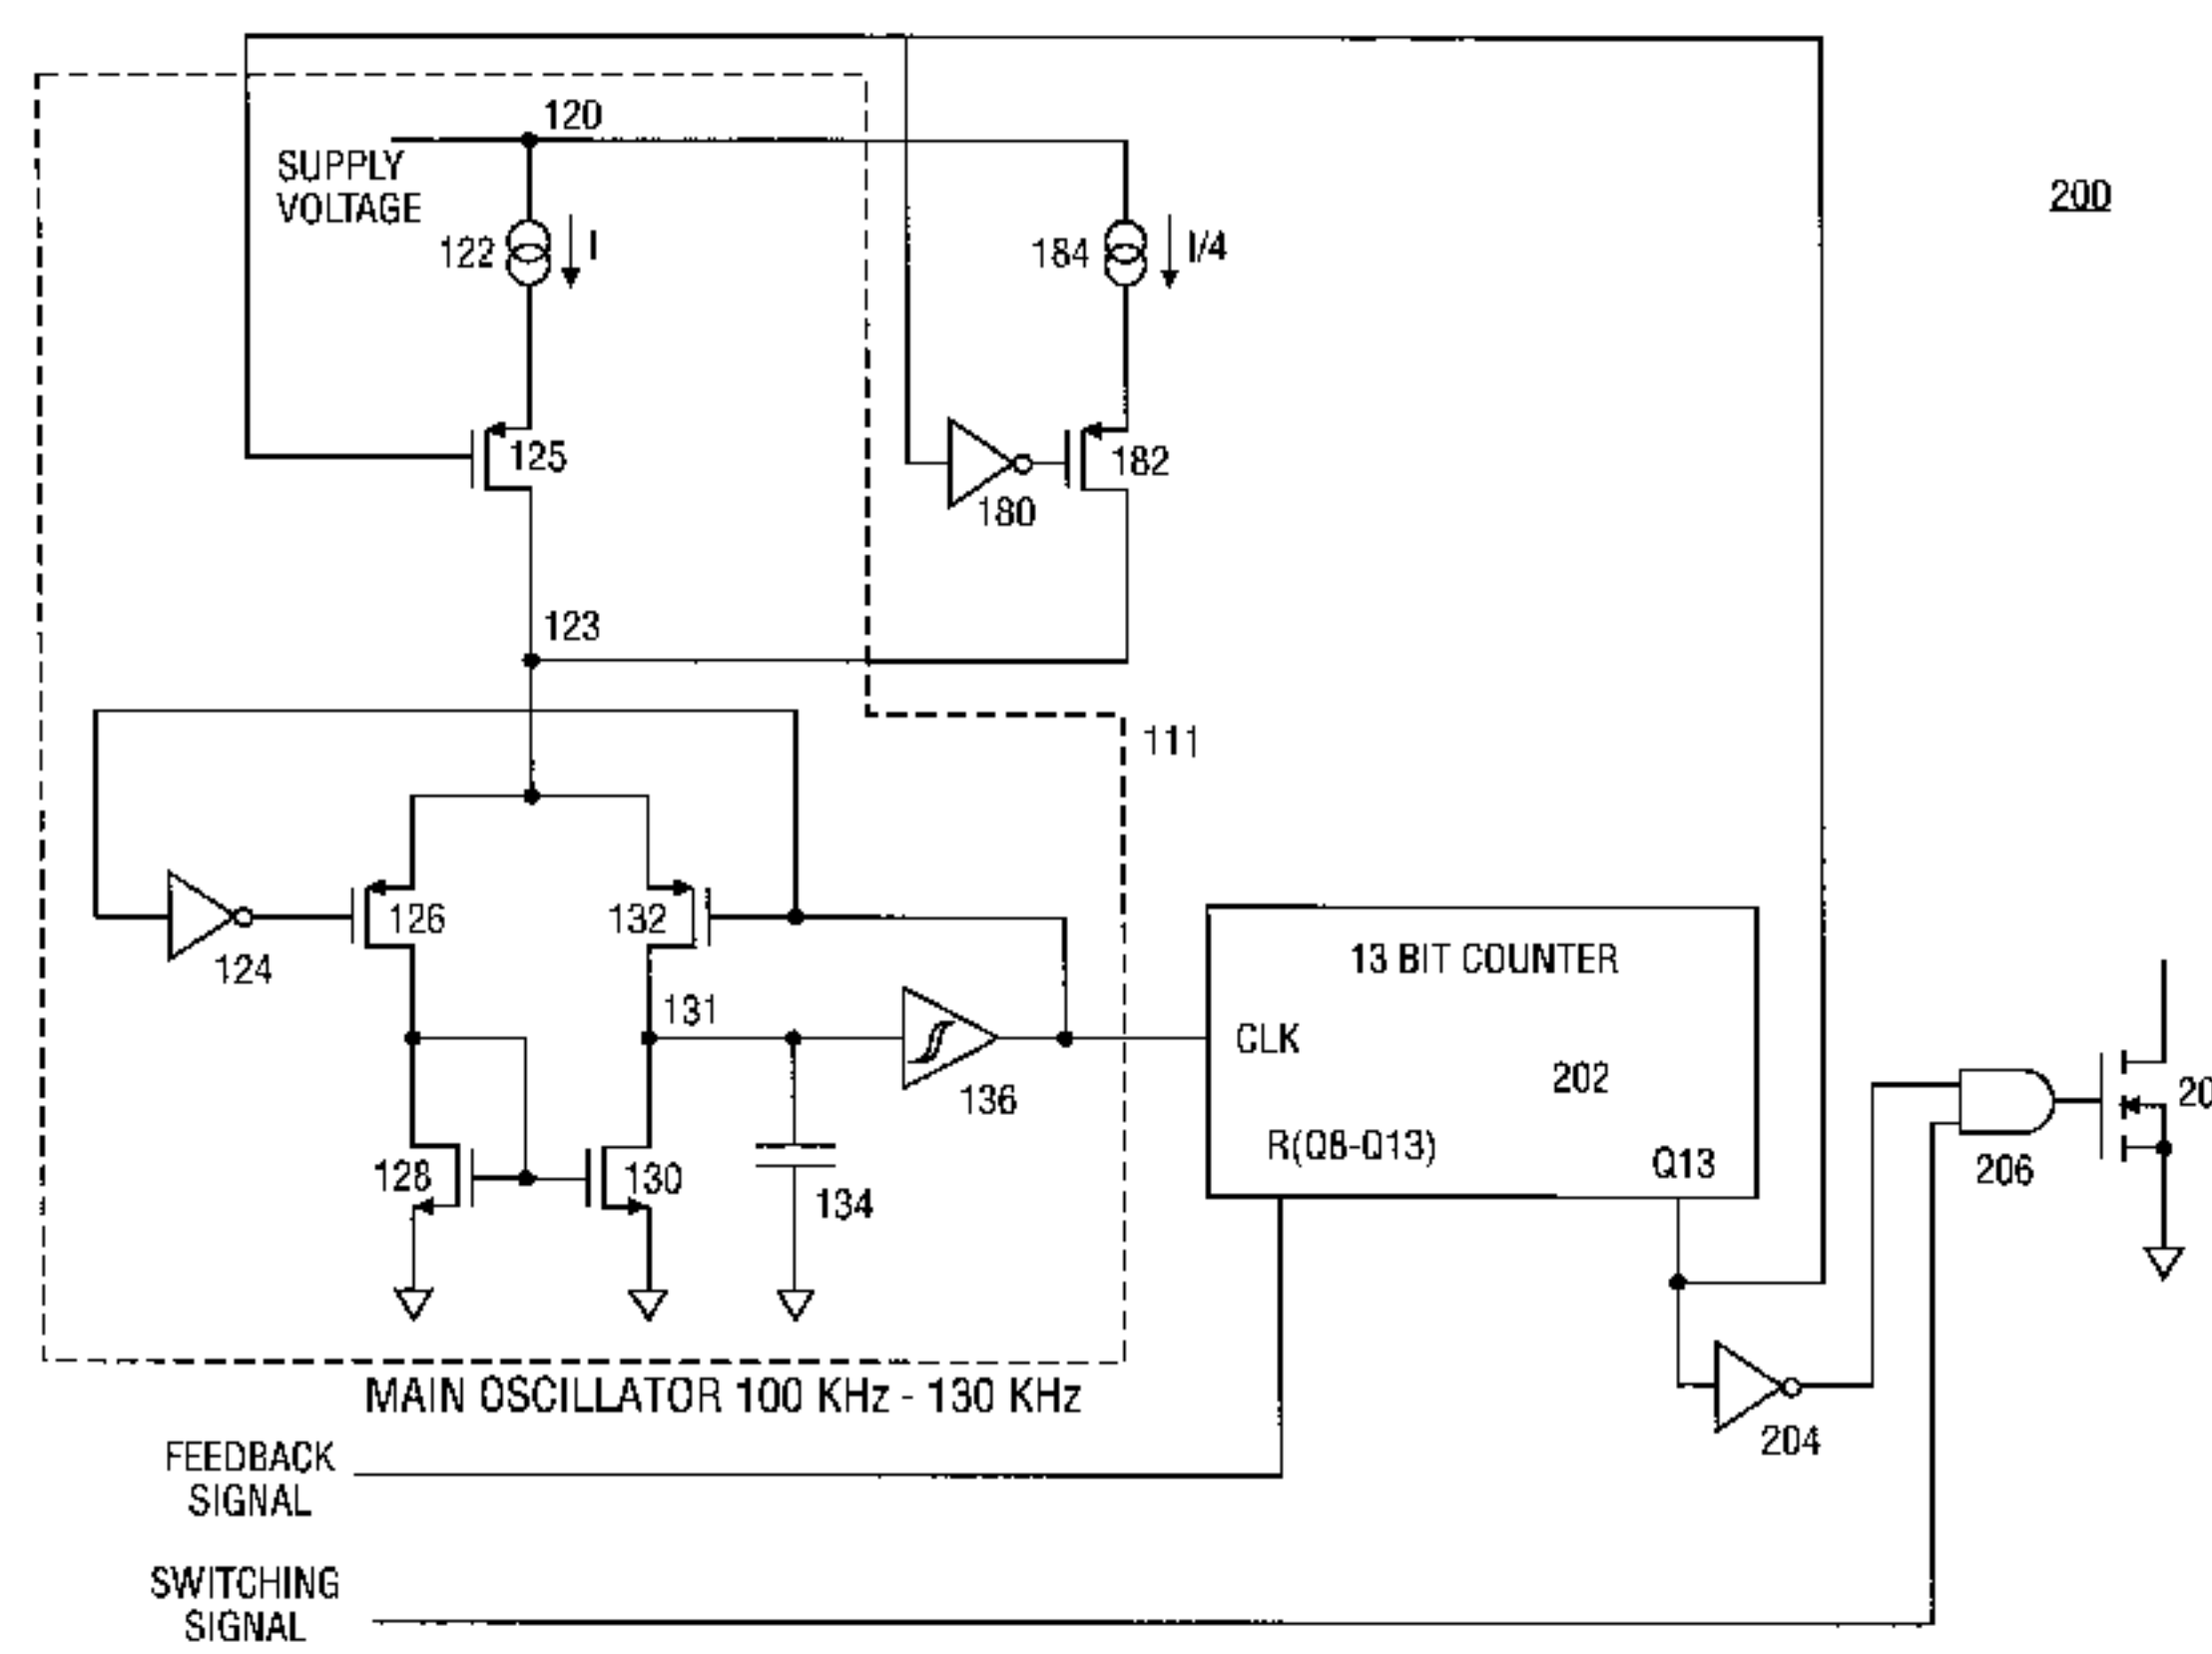 120
SUPPLY
VOLTAGE
200
122
I
184
I/4
125
182
180
123
111
126
132
124
13 BIT COUNTER
131
CLK
202
136
R(Q8-Q13)
Q13
128
130
134
206
MAIN OSCILLATOR 100 KHz - 130 KHz
204
FEEDBACK
SIGNAL
SWITCHING
SIGNAL